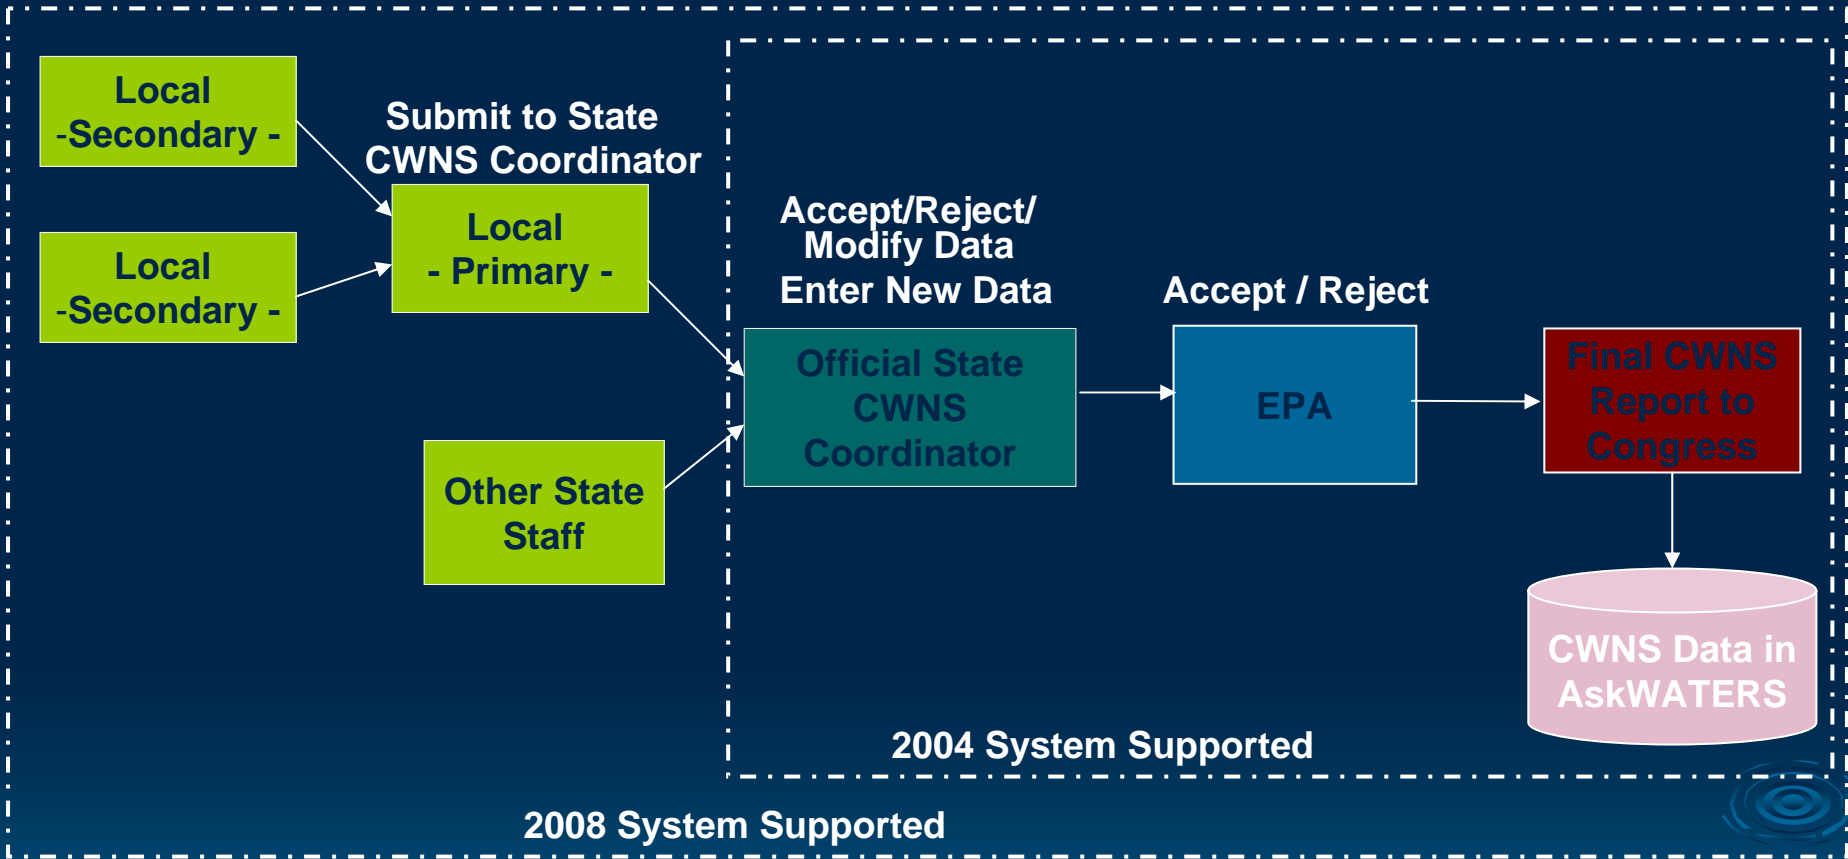 Local
-Secondary -
Local
-Secondary -
Submit to State
CWNS Coordinator
Local
- Primary -
Other State
Staff
Accept/Reject/
Modify Data
Enter New Data
Official State
CWNS
Coordinator
Accept / Reject
EPA
Final CWNS
Report to
Congress
CWNS Data in
AskWATERS
2004 System Supported
2008 System Supported